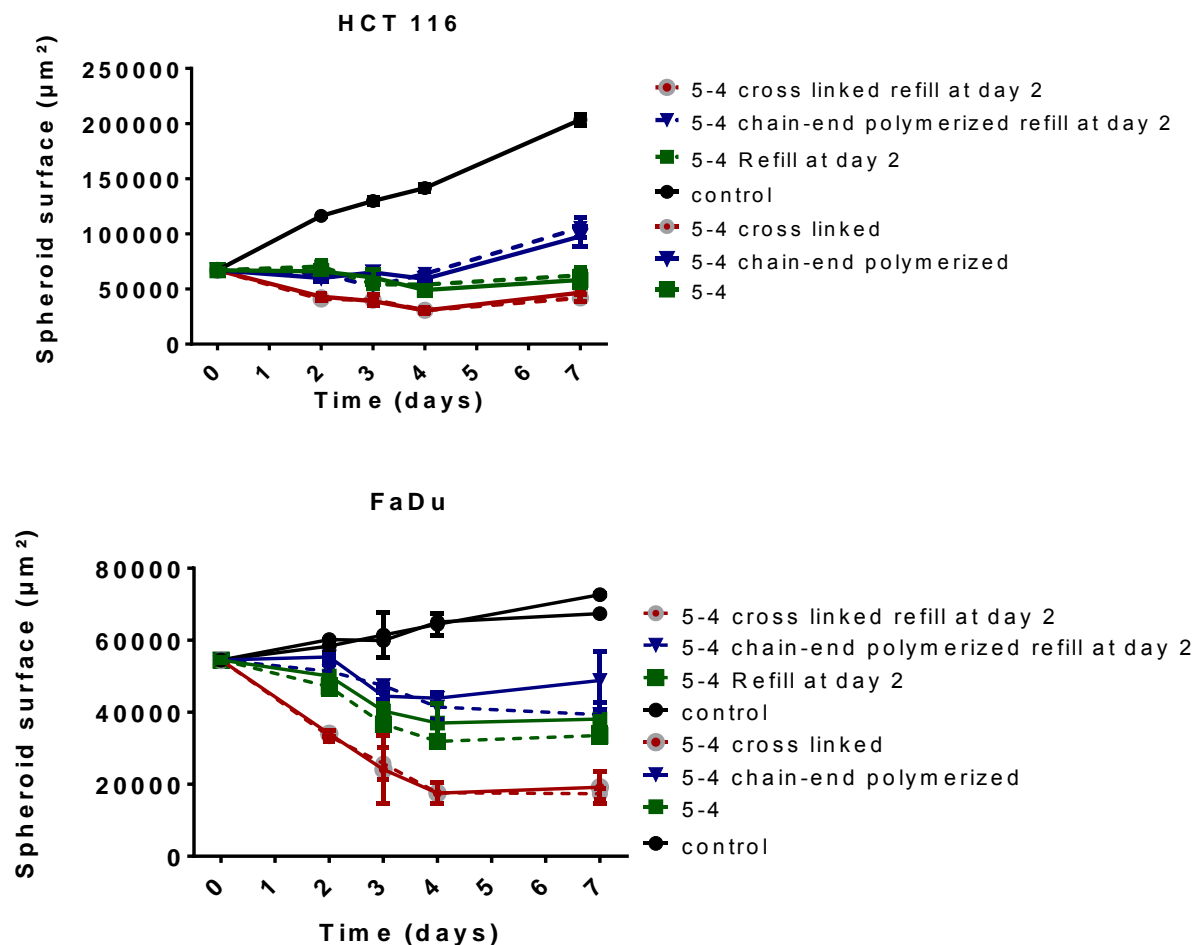 HCT 116
Spheroid surface (µm²)
250000
200000
150000
100000
50000
0
0 1 2 3 4 5 6 7
Time (days)
5-4 cross linked refill at day 2
5-4 chain-end polymerized refill at day 2
5-4 Refill at day 2
control
5-4 cross linked
5-4 chain-end polymerized
5-4
FaDu
Spheroid surface (µm²)
80000
60000
40000
20000
0
0 1 2 3 4 5 6 7
Time (days)
5-4 cross linked refill at day 2
5-4 chain-end polymerized refill at day 2
5-4 Refill at day 2
control
5-4 cross linked
5-4 chain-end polymerized
5-4
control